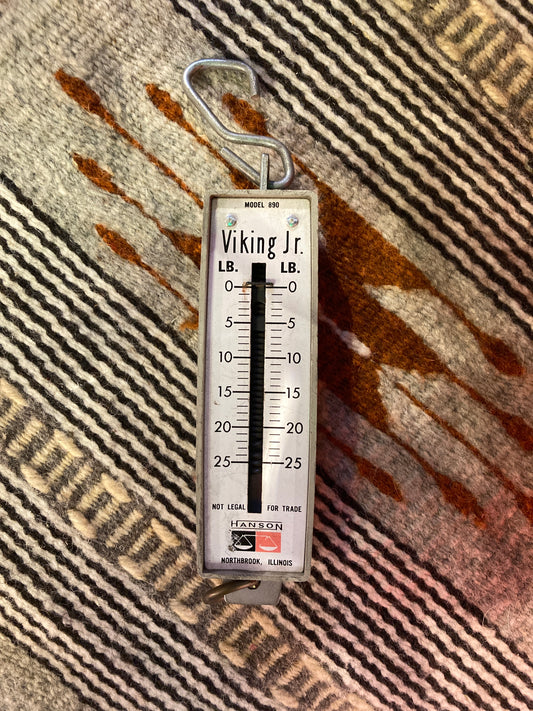 MODEL 890
Viking Jr.
LB. LB.
0 0
5 5
10 10
15 15
20 20
25 25
NOT LEGAL FOR TRADE
HANSON
NORTHBROOK, ILLINOIS